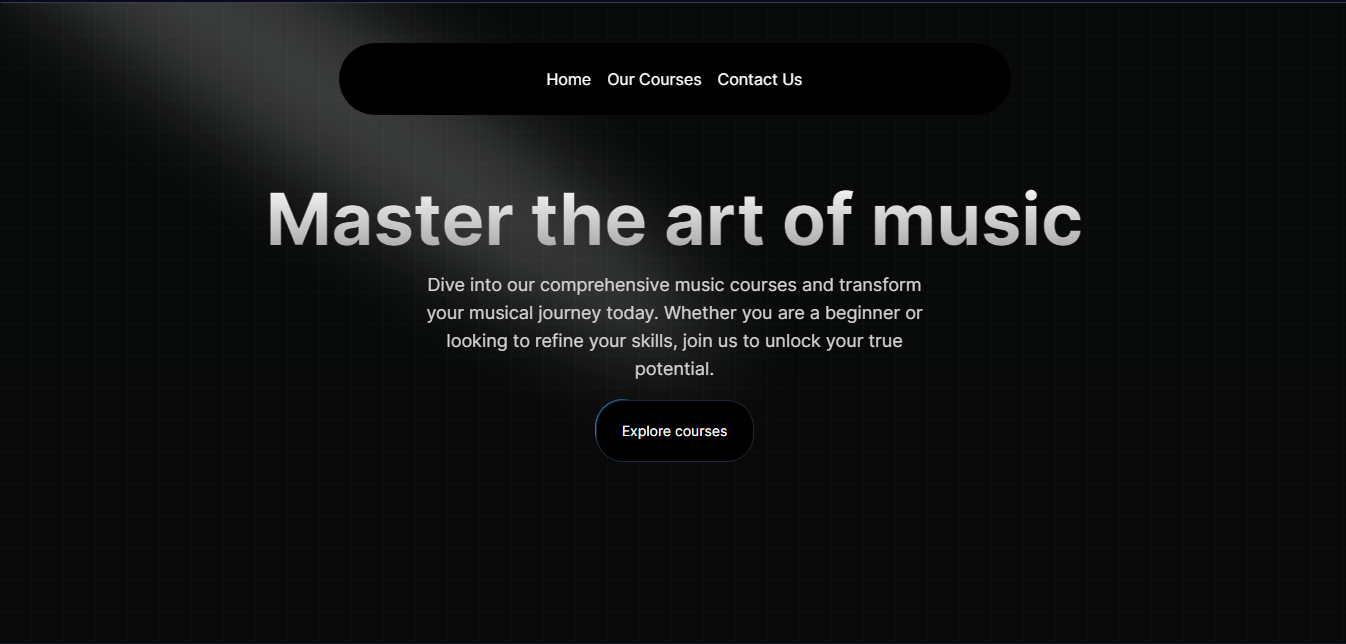 Home Our Courses Contact Us
Master the art of music
Dive into our comprehensive music courses and transform
your musical journey today. Whether you are a beginner or
looking to refine your skills, join us to unlock your true
potential.
Explore courses